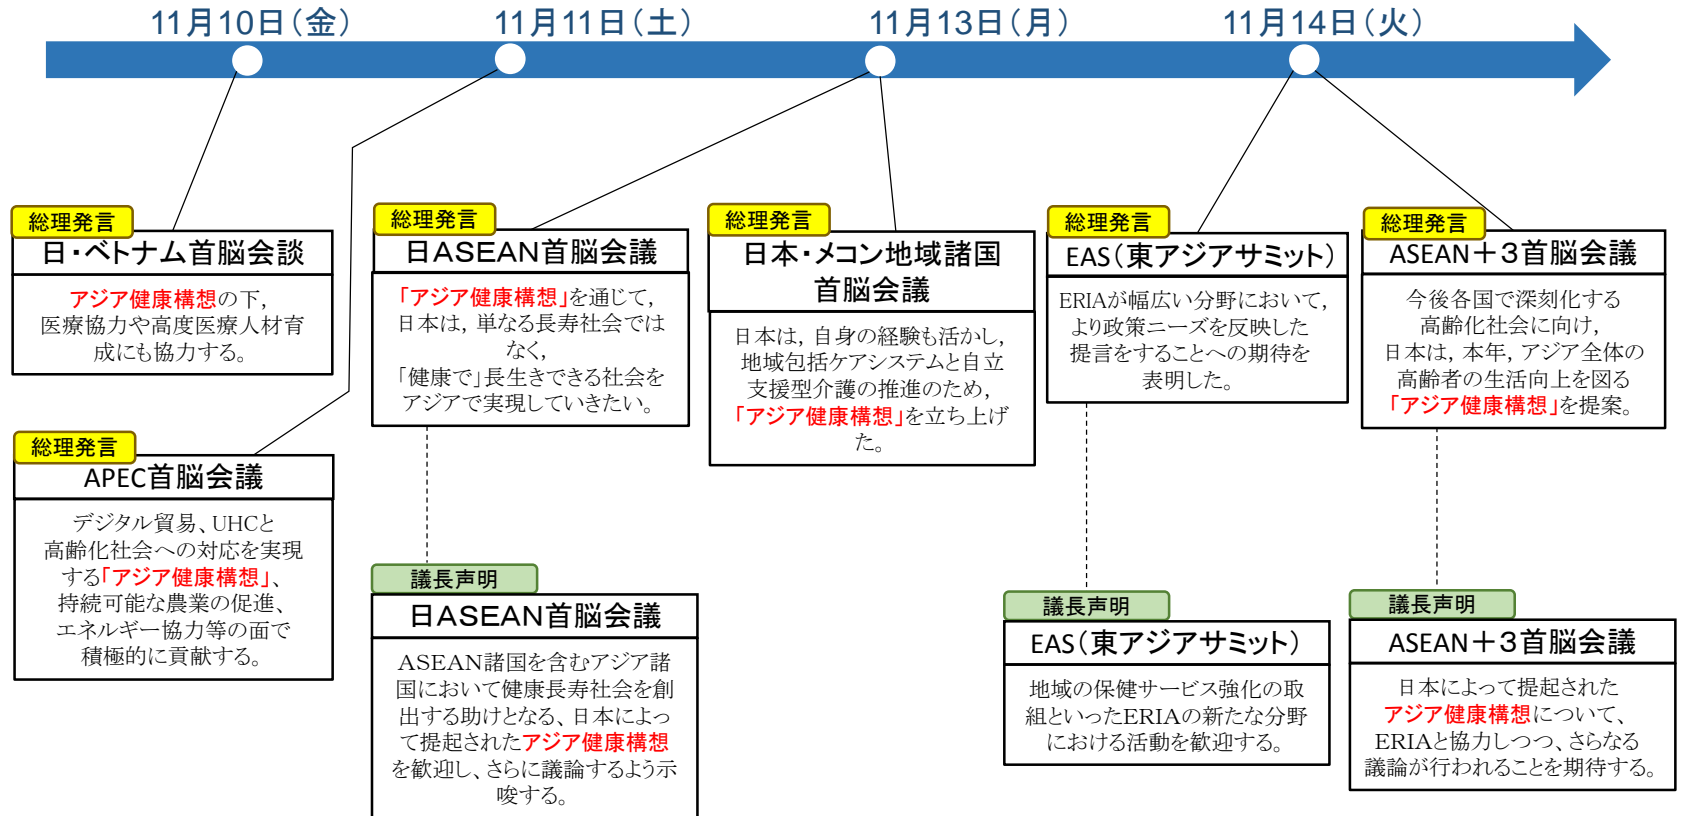 11月10日（金）
11月11日（土）
11月13日（月）
11月14日（火）
総理発言
日・ベトナム首脳会談
アジア健康構想の下，
医療協力や高度医療人材育
成にも協力する。
総理発言
APEC首脳会議
デジタル貿易、UHCと
高齢化社会への対応を実現
する「アジア健康構想」、
持続可能な農業の促進、
エネルギー協力等の面で
積極的に貢献する。
総理発言
日ASEAN首脳会議
「アジア健康構想」を通じて，
日本は，単なる長寿社会では
なく，
「健康で」長生きできる社会を
アジアで実現していきたい。
議長声明
日ASEAN首脳会議
ASEAN諸国を含むアジア諸
国において健康長寿社会を創
出する助けとなる、日本によっ
て提起されたアジア健康構想
を歓迎し、さらに議論するよう示
唆する。
総理発言
日本・メコン地域諸国
首脳会議
日本は，自身の経験も活かし，
地域包括ケアシステムと自立
支援型介護の推進のため，
「アジア健康構想」を立ち上げ
た。
総理発言
EAS（東アジアサミット）
ERIAが幅広い分野において，
より政策ニーズを反映した
提言をすることへの期待を
表明した。
議長声明
EAS（東アジアサミット）
地域の保健サービス強化の取
組といったERIAの新たな分野
における活動を歓迎する。
総理発言
ASEAN＋3首脳会議
今後各国で深刻化する
高齢化社会に向け，
日本は，本年，アジア全体の
高齢者の生活向上を図る
「アジア健康構想」を提案。
議長声明
ASEAN＋3首脳会議
日本によって提起された
アジア健康構想について、
ERIAと協力しつつ、さらなる
議論が行われることを期待する。